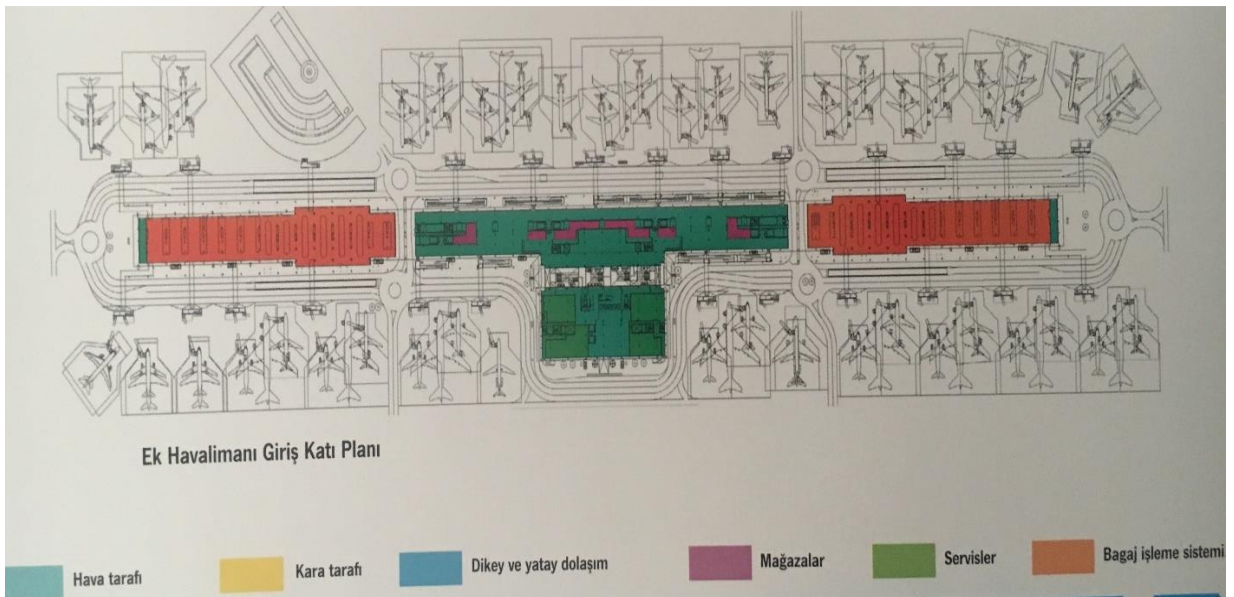 Ek Havalimanı Giriş Katı Planı
Hava tarafı
Kara tarafı
Dikey ve yatay dolaşım
Mağazalar
Servisler
Bagaj işleme sistemi